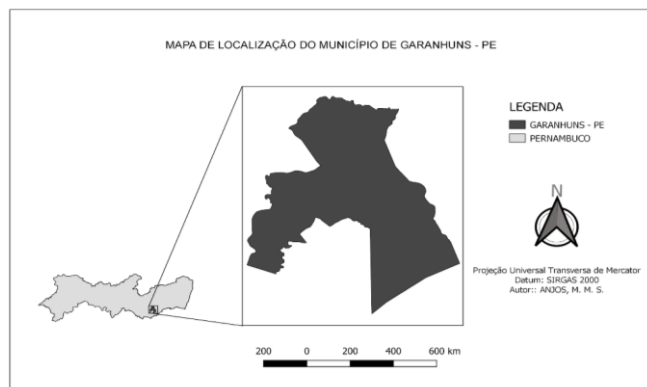 MAPA DE LOCALIZAÇÃO DO MUNICÍPIO DE GARANHUNS - PE
LEGENDA
GARANHUNS - PE
PERNAMBUCO
N
Projeção Universal Transversa de Mercator
Datum: SIRGAS 2000
Autor:: ANJOS, M. M. S.
200 0 200 400 600 km